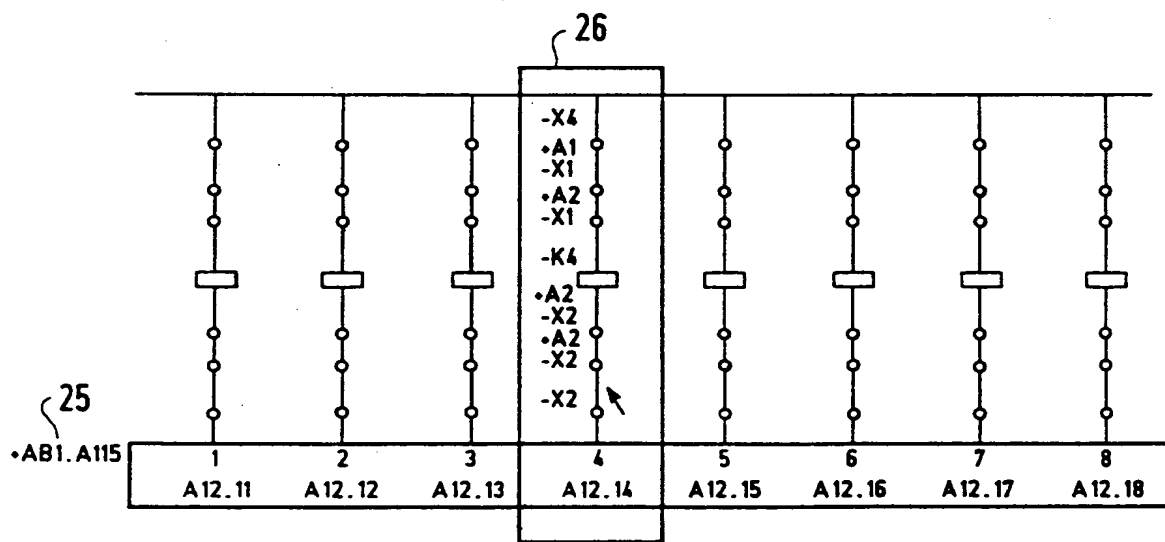 26
-X4
+A1
-X1
+A2
-X1
-K4
+A2
-X2
+A2
-X2
-X2
25
+AB1.A115
1 2 3 4 5 6 7 8
A12.11 A12.12 A12.13 A12.14 A12.15 A12.16 A12.17 A12.18